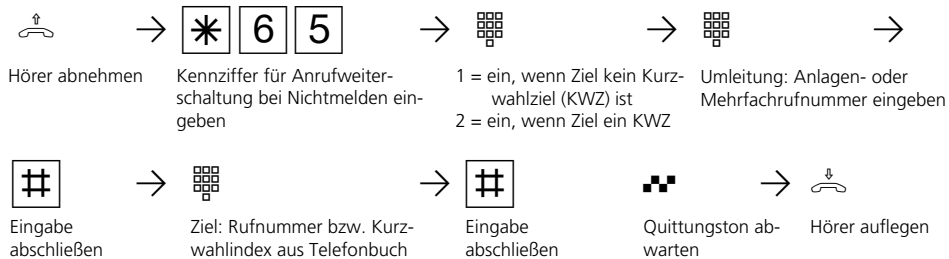 * 6 5
Hörer abnehmen
Kennziffer für Anrufweiter-
schaltung bei Nichtmelden ein-
geben
1 = ein, wenn Ziel kein Kurz-
wahlziel (KWZ) ist
2 = ein, wenn Ziel ein KWZ
Umleitung: Anlagen- oder
Mehrfachrufnummer eingeben
#
Eingabe
abschließen
Ziel: Rufnummer bzw. Kurz-
wahlindex aus Telefonbuch
#
Eingabe
abschließen
Quittungston ab-
warten
Hörer auflegen